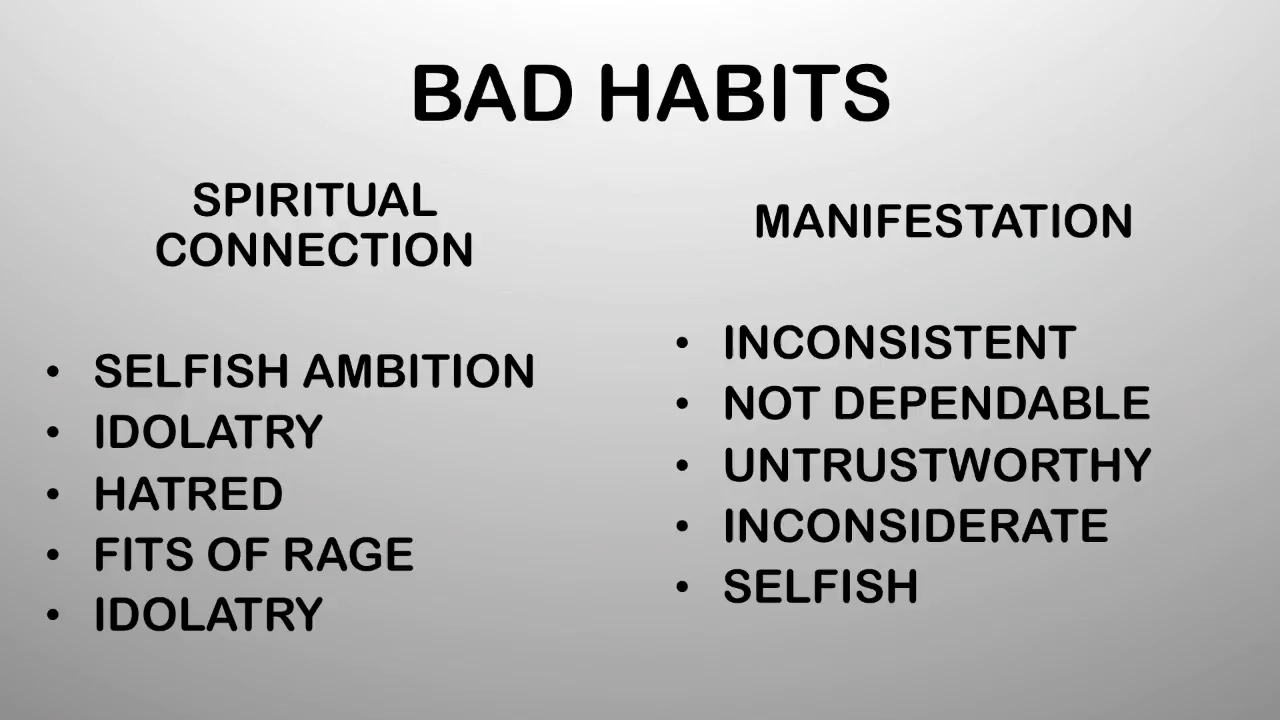 BAD HABITS
SPIRITUAL
CONNECTION
• SELFISH AMBITION
• IDOLATRY
• HATRED
• FITS OF RAGE
• IDOLATRY
MANIFESTATION
• INCONSISTENT
• NOT DEPENDABLE
• UNTRUSTWORTHY
• INCONSIDERATE
• SELFISH